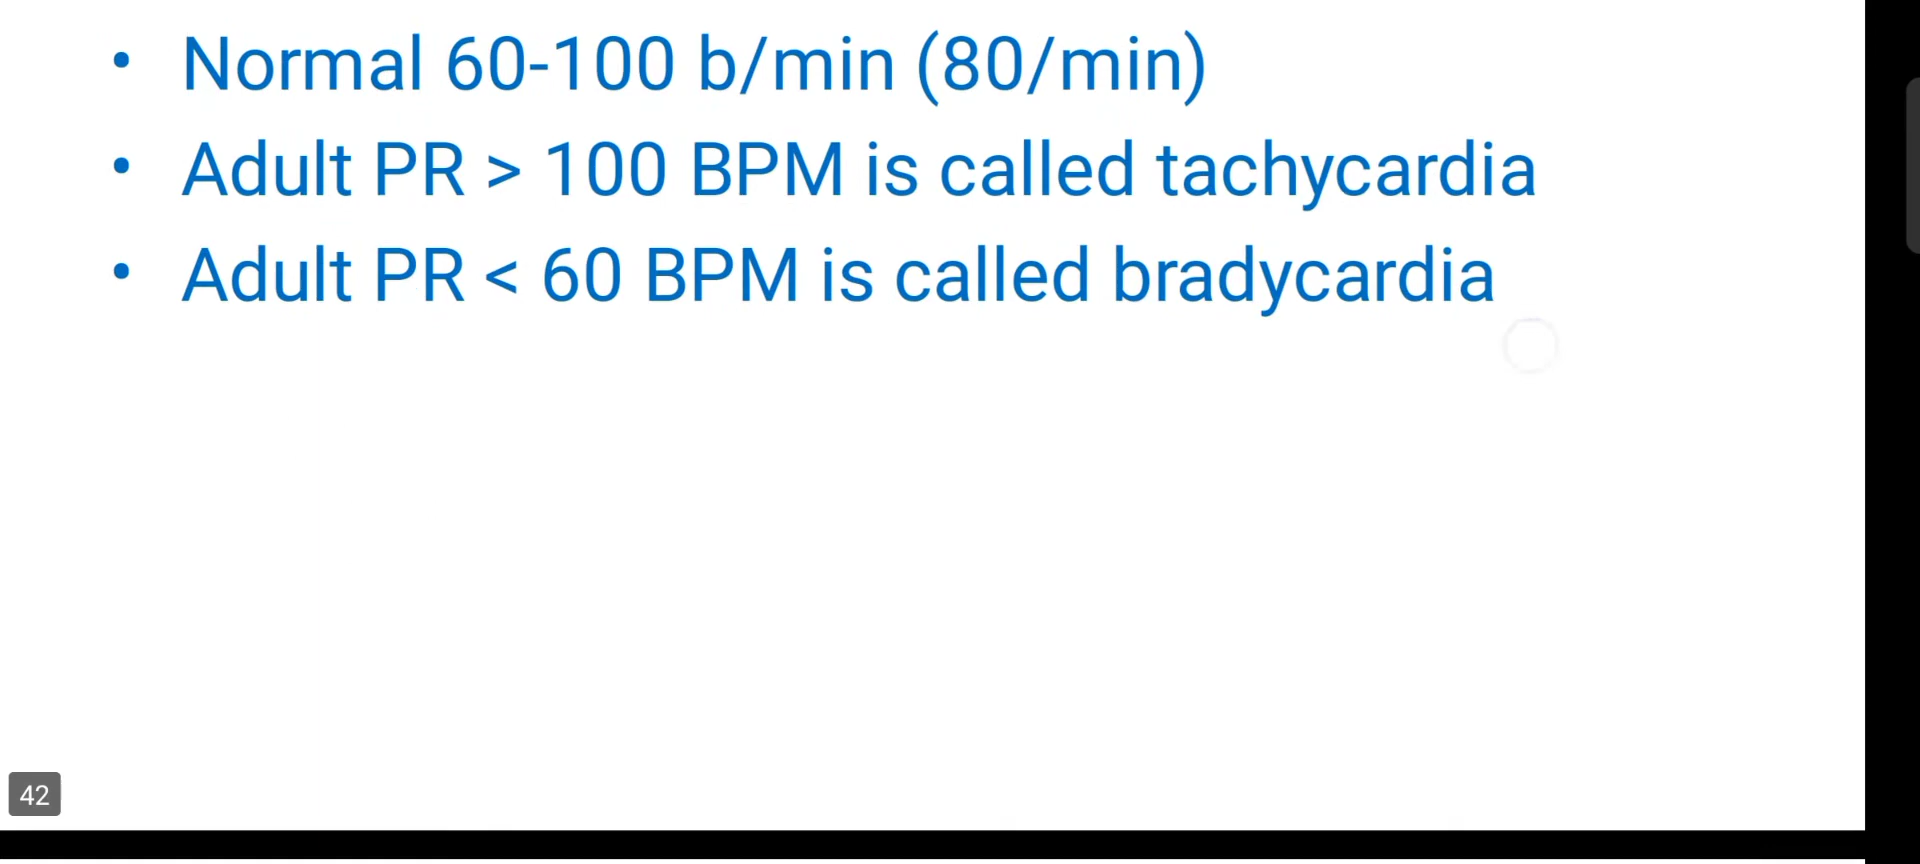 • Normal 60-100 b/min (80/min)
• Adult PR > 100 BPM is called tachycardia
• Adult PR < 60 BPM is called bradycardia
42